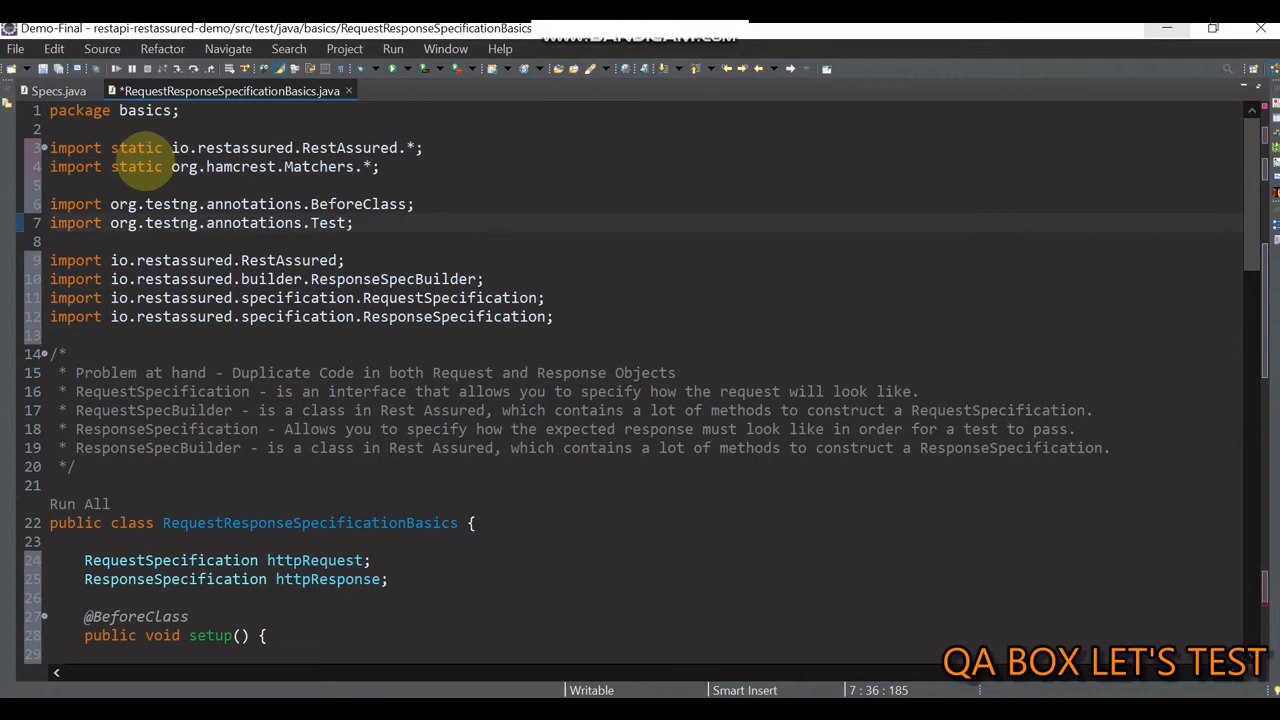 Demo-Final - restapi-restassured-demo/src/test/java/basics/RequestResponseSpecificationBasics
www.BANDICAM.com
File Edit Source Refactor Navigate Search Project Run Window Help
Specs.java *RequestResponseSpecificationBasics.java
1 package basics;
2
3 import static io.restassured.RestAssured.*;
4 import static org.hamcrest.Matchers.*;
5
6 import org.testng.annotations.BeforeClass;
7 import org.testng.annotations.Test;
8
9 import io.restassured.RestAssured;
10 import io.restassured.builder.ResponseSpecBuilder;
11 import io.restassured.specification.RequestSpecification;
12 import io.restassured.specification.ResponseSpecification;
13
14 /*
15 * Problem at hand - Duplicate Code in both Request and Response Objects
16 * RequestSpecification - is an interface that allows you to specify how the request will look like.
17 * RequestSpecBuilder - is a class in Rest Assured, which contains a lot of methods to construct a RequestSpecification.
18 * ResponseSpecification - Allows you to specify how the expected response must look like in order for a test to pass.
19 * ResponseSpecBuilder - is a class in Rest Assured, which contains a lot of methods to construct a ResponseSpecification.
20 */
21
Run All
22 public class RequestResponseSpecificationBasics {
23
24 RequestSpecification httpRequest;
25 ResponseSpecification httpResponse;
26
27 @BeforeClass
28 public void setup() {
29
QA BOX LET'S TEST
Writable Smart Insert 7:36:185